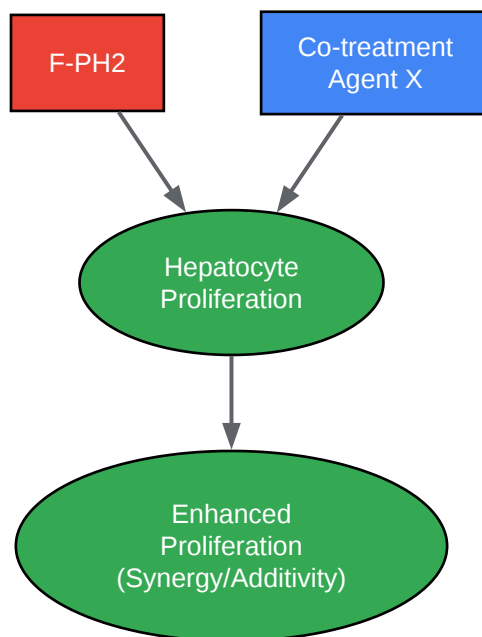 F-PH2
Co-treatment
Agent X
Hepatocyte
Proliferation
Enhanced
Proliferation
(Synergy/Additivity)